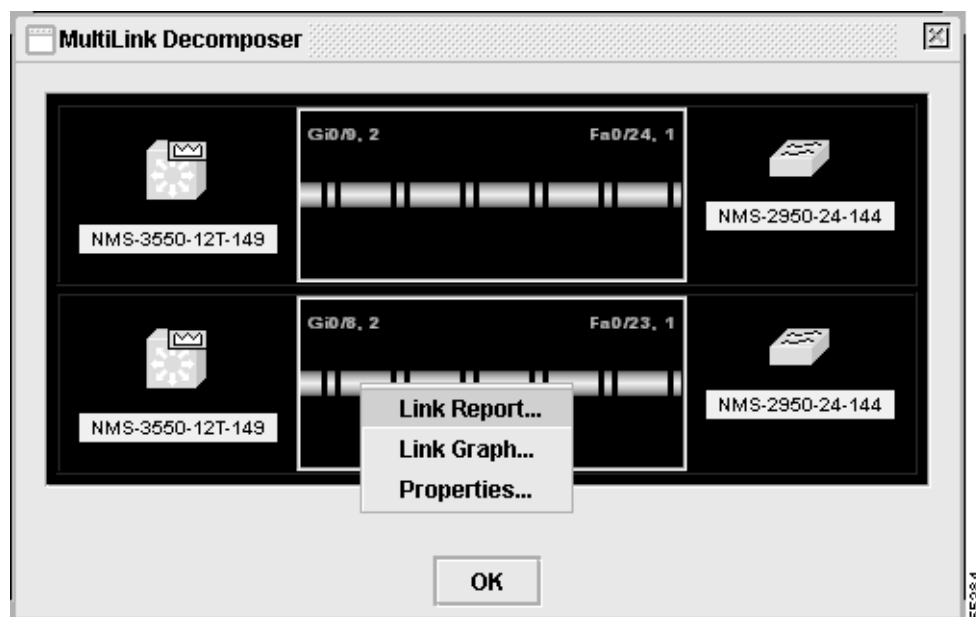 MultiLink Decomposer
Gi0/9, 2
Fa0/24, 1
NMS-3550-12T-149
NMS-2950-24-144
Gi0/8, 2
Fa0/23, 1
NMS-3550-12T-149
NMS-2950-24-144
Link Report...
Link Graph...
Properties...
OK